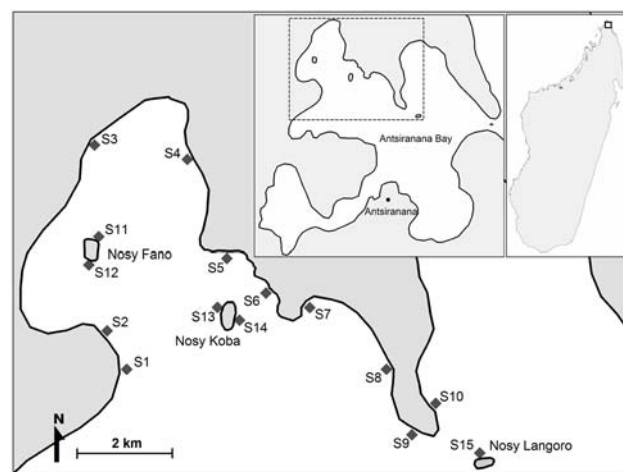 S3
S4
Antsiranana Bay
Antsiranana
S11
Nosy Fano
S12
S5
S6
S13
S14
S7
Nosy Koba
S2
S1
S8
S10
S9
S15
Nosy Langoro
N
2 km